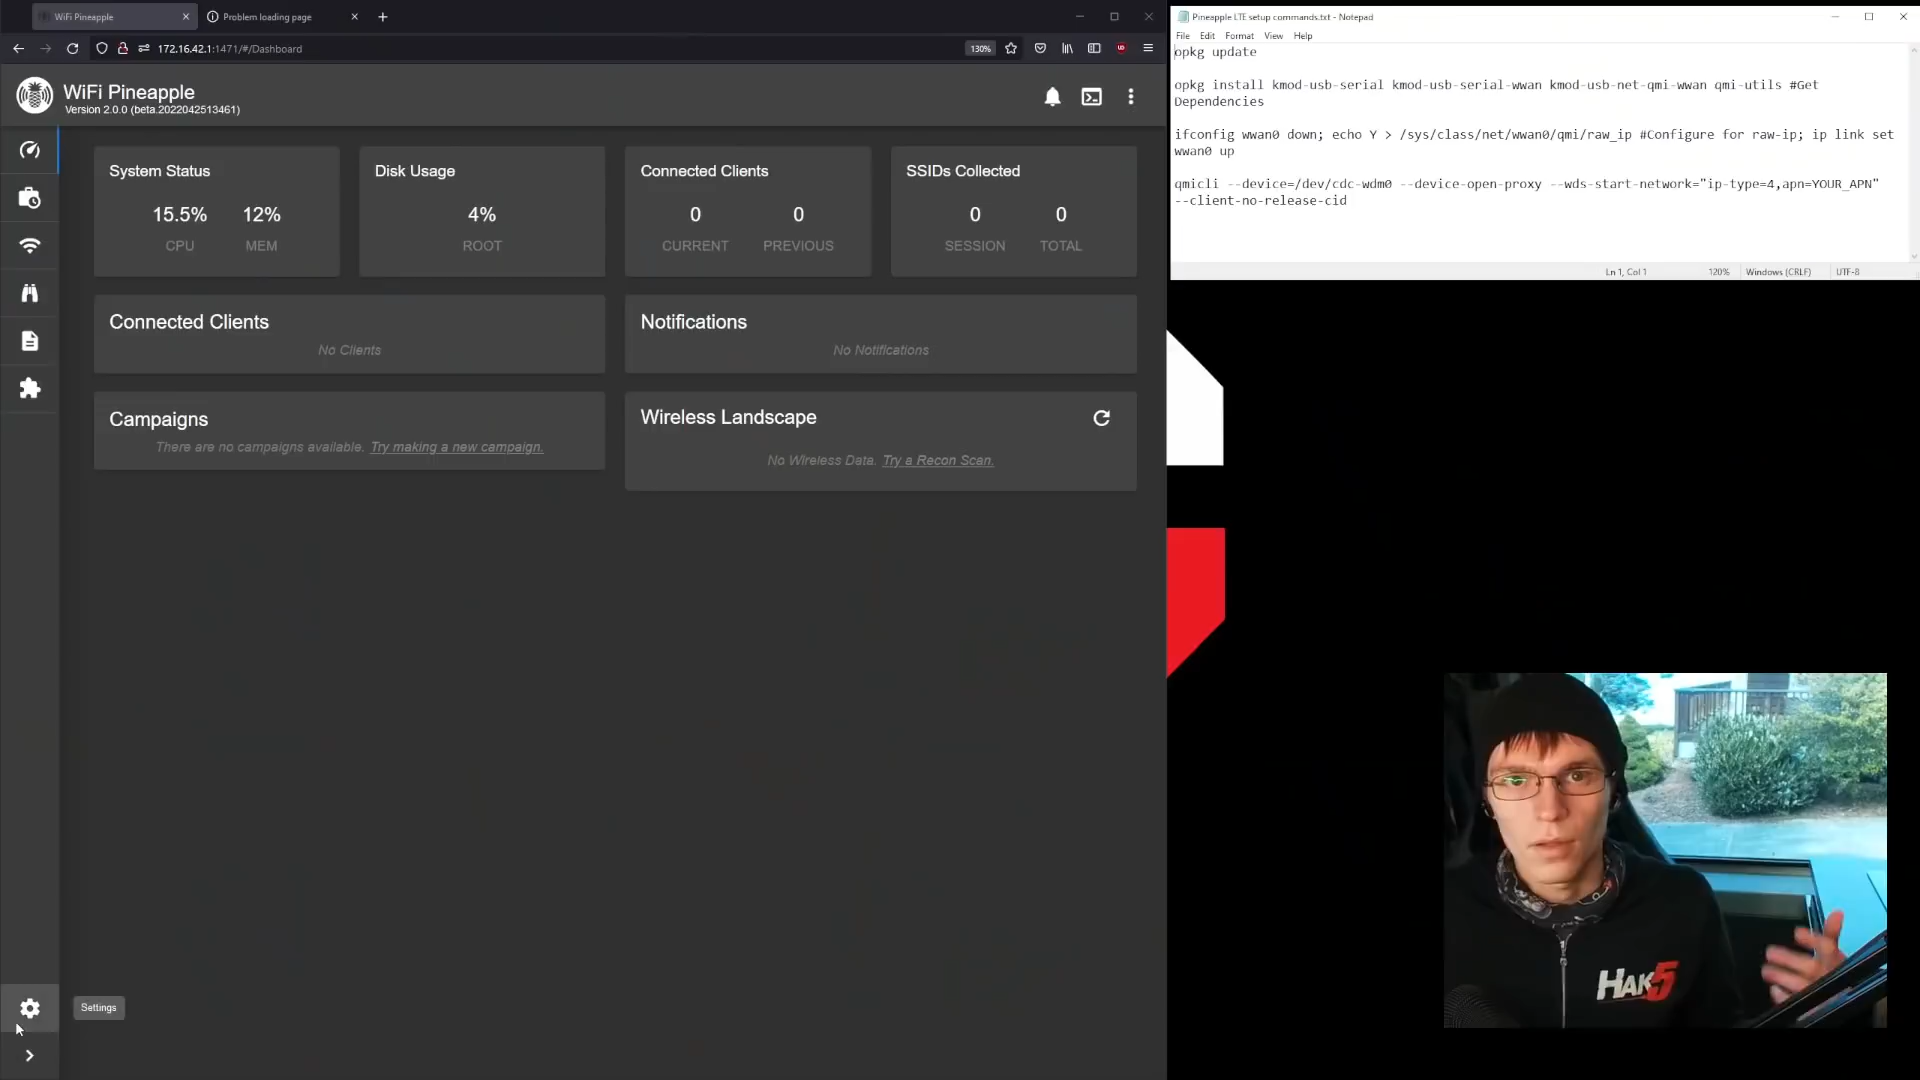 WiFi Pineapple
Problem loading page
172.16.42.1:1471/#/Dashboard
130%
WiFi Pineapple
Version 2.0.0 (beta.2022042513461)
System Status
15.5% 12%
CPU MEM
Disk Usage
4%
ROOT
Connected Clients
0 0
CURRENT PREVIOUS
SSIDs Collected
0 0
SESSION TOTAL
Connected Clients
No Clients
Notifications
No Notifications
Campaigns
There are no campaigns available. Try making a new campaign.
Wireless Landscape
No Wireless Data. Try a Recon Scan.
Settings
Pineapple LTE setup commands.txt - Notepad
File Edit Format View Help
opkg update
opkg install kmod-usb-serial kmod-usb-serial-wwan kmod-usb-net-qmi-wwan qmi-utils #Get
Dependencies
ifconfig wwan0 down; echo Y > /sys/class/net/wwan0/qmi/raw_ip #Configure for raw-ip; ip link set
wwan0 up
qmicli --device=/dev/cdc-wdm0 --device-open-proxy --wds-start-network="ip-type=4,apn=YOUR_APN"
--client-no-release-cid
Ln 1, Col 1 120% Windows (CRLF) UTF-8
HAK5